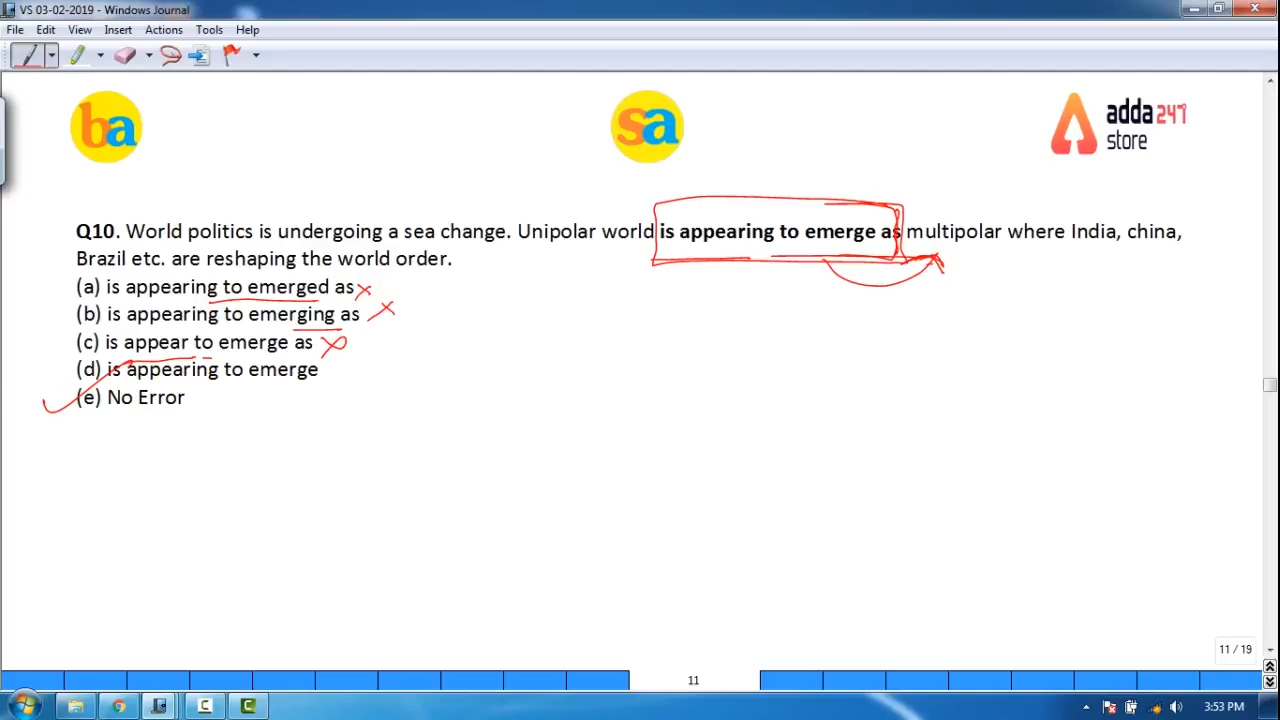 VS 03-02-2019 - Windows Journal
File Edit View Insert Actions Tools Help
ba
sa
adda 247
store
Q10. World politics is undergoing a sea change. Unipolar world is appearing to emerge as multipolar where India, china,
Brazil etc. are reshaping the world order.
(a) is appearing to emerged as
(b) is appearing to emerging as
(c) is appear to emerge as
(d) is appearing to emerge
(e) No Error
11 / 19
11
3:53 PM